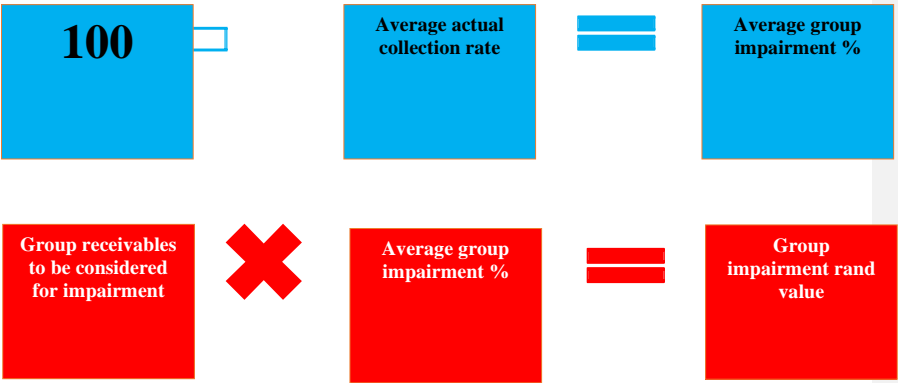 100
Average actual
collection rate
Average group
impairment %
Group receivables
to be considered
for impairment
Average group
impairment %
Group
impairment rand
value